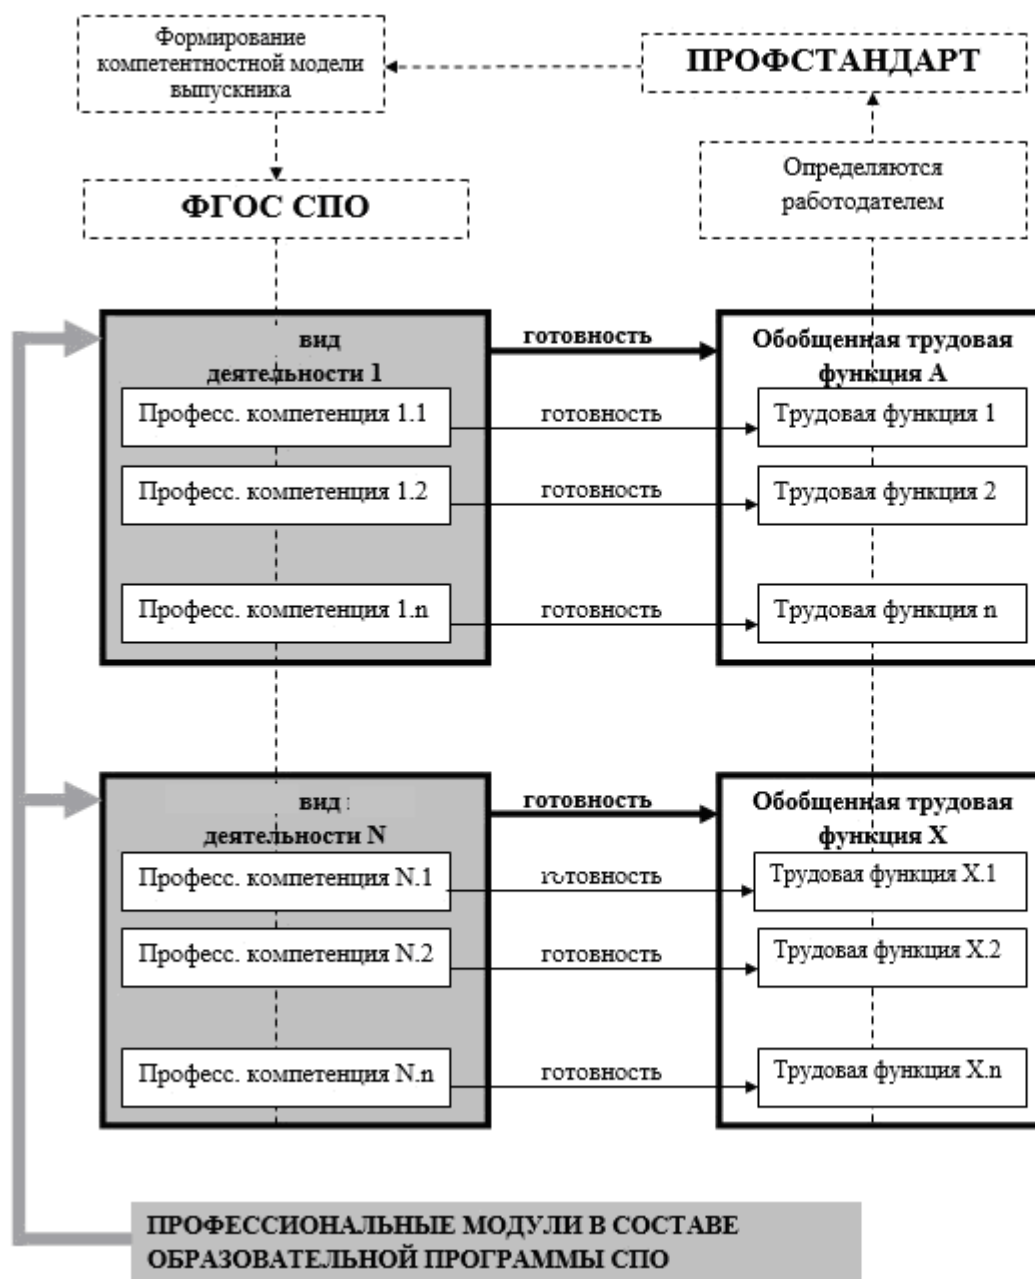 Формирование
компетентностной модели
выпускника
ПРОФСТАНДАРТ
ФГОС СПО
Определяются
работодателем
вид
деятельности 1
готовность
Обобщенная трудовая
функция А
Професс. компетенция 1.1
готовность
Трудовая функция 1
Професс. компетенция 1.2
готовность
Трудовая функция 2
Професс. компетенция 1.n
готовность
Трудовая функция n
вид :
деятельности N
готовность
Обобщенная трудовая
функция X
Професс. компетенция N.1
готовность
Трудовая функция X.1
Професс. компетенция N.2
готовность
Трудовая функция X.2
Професс. компетенция N.n
готовность
Трудовая функция X.n
ПРОФЕССИОНАЛЬНЫЕ МОДУЛИ В СОСТАВЕ
ОБРАЗОВАТЕЛЬНОЙ ПРОГРАММЫ СПО